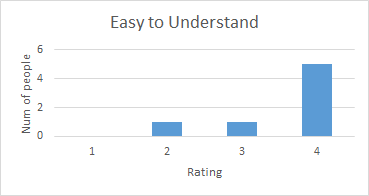 Easy to Understand
Num of people
6
4
2
0
1 2 3 4
Rating